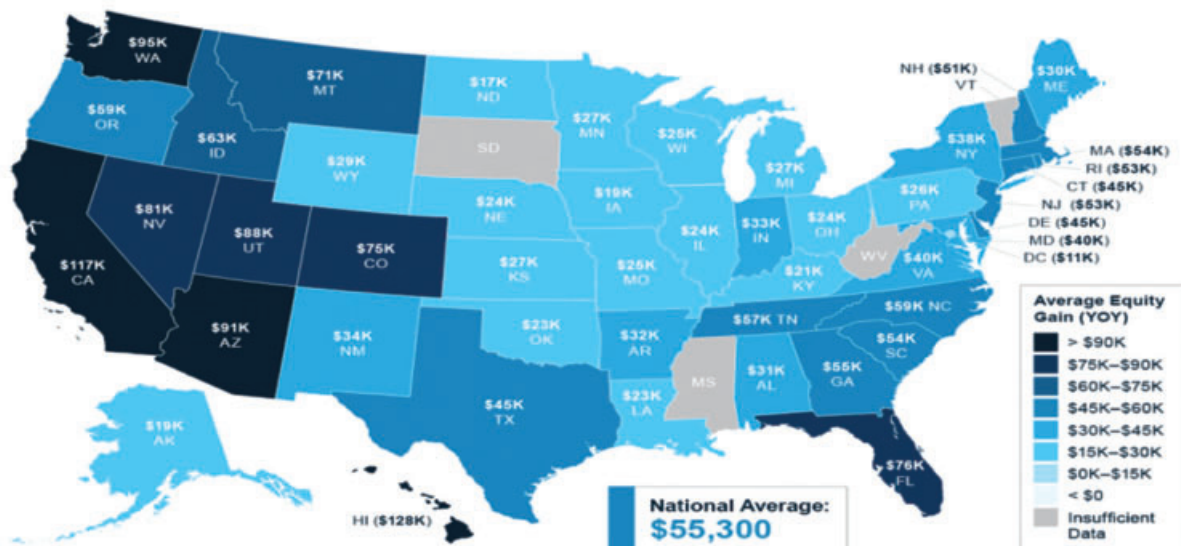 $95K
WA
$59K
OR
$63K
ID
$71K
MT
$17K
ND
SD
$29K
WY
$24K
NE
$27K
KS
$27K
MN
$19K
IA
$25K
WI
$27K
MI
$24K
IL
$33K
IN
$24K
OH
$26K
PA
$38K
NY
$30K
ME
NH ($51K)
VT
MA ($54K)
RI ($53K)
CT ($45K)
NJ ($53K)
DE ($45K)
MD ($40K)
DC ($11K)
$117K
CA
$81K
NV
$88K
UT
$75K
CO
$25K
MO
$21K
KY
WV
$40K
VA
$91K
AZ
$34K
NM
$23K
OK
$32K
AR
$57K TN
$59K NC
$54K
SC
$45K
TX
$23K
LA
MS
$31K
AL
$55K
GA
$76K
FL
$19K
AK
HI ($128K)
National Average:
$55,300
Average Equity
Gain (YOY)
> $90K
$75K–$90K
$60K–$75K
$45K–$60K
$30K–$45K
$15K–$30K
$0K–$15K
< $0
Insufficient
Data